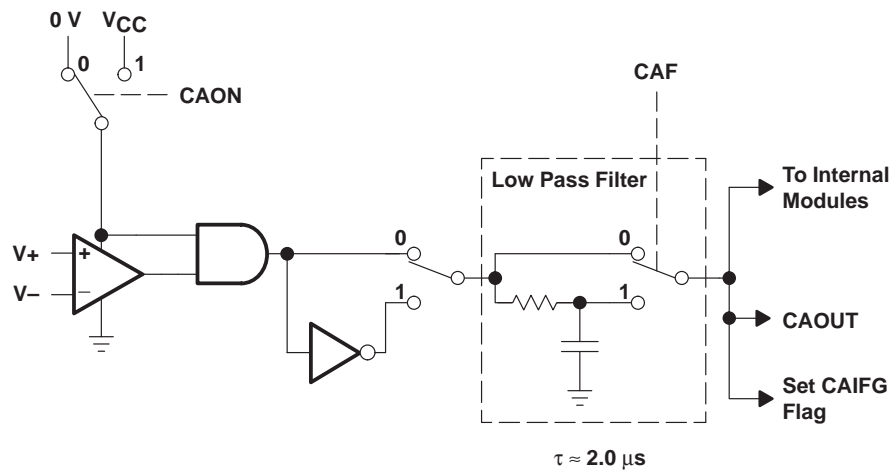 0 V VCC
0 1
CAON
CAF
Low Pass Filter
To Internal
Modules
V+ +
V− −
0
1
0
1
CAOUT
Set CAIFG
Flag
τ ≈ 2.0 μs